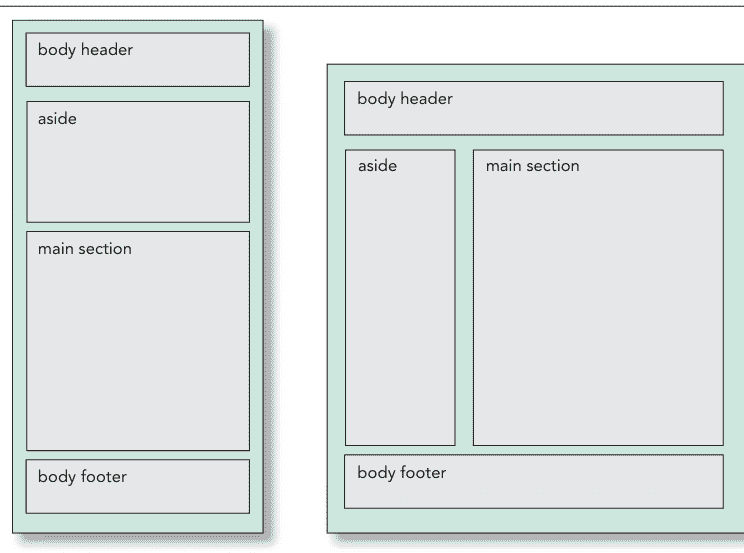 body header
aside
main section
body footer
body header
aside
main section
body footer